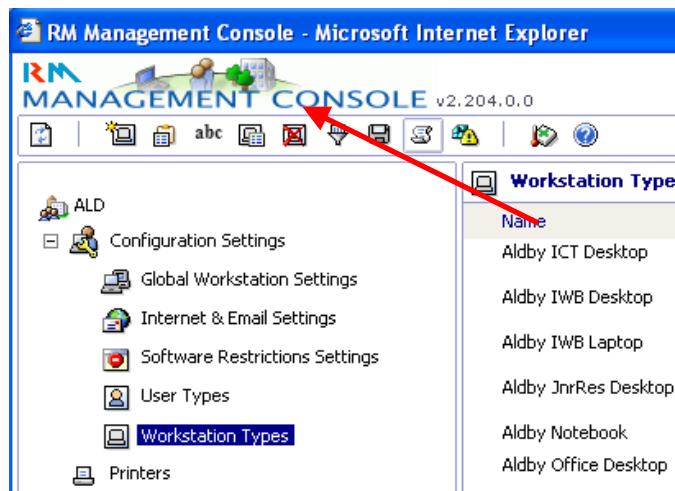 RM Management Console - Microsoft Internet Explorer
RM
MANAGEMENT CONSOLE v2.204.0.0
abc
Workstation Type
ALD
Name
Configuration Settings
Aldby ICT Desktop
Global Workstation Settings
Aldby IWB Desktop
Internet & Email Settings
Aldby IWB Laptop
Software Restrictions Settings
User Types
Aldby JnrRes Desktop
Workstation Types
Aldby Notebook
Printers
Aldby Office Desktop